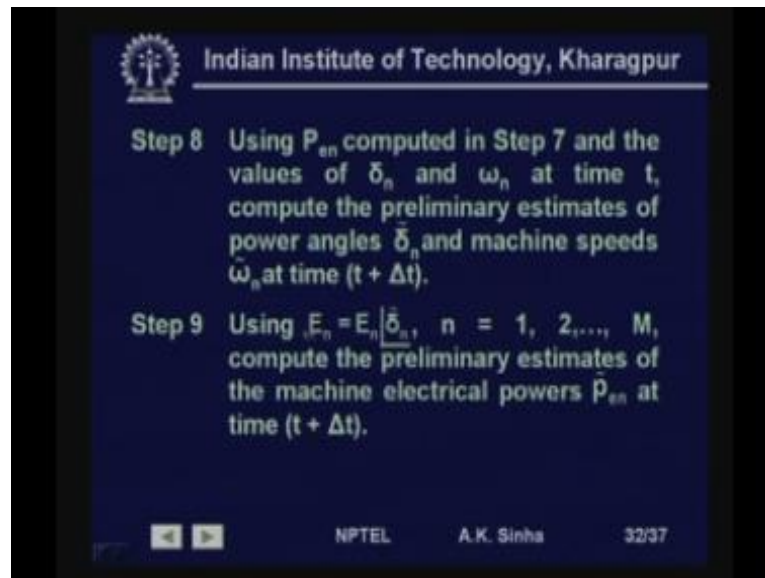 Indian Institute of Technology, Kharagpur
Step 8 Using Pₑₙ computed in Step 7 and the
values of δₙ and ωₙ at time t,
compute the preliminary estimates of
power angles δ̃ₙ and machine speeds
ω̃ₙ at time (t + Δt).
Step 9 Using Eₙ = Eₙ|δ̃ₙ, n = 1, 2,..., M,
compute the preliminary estimates of
the machine electrical powers p̃ₑₙ at
time (t + Δt).
NPTEL A.K. Sinha 32/37